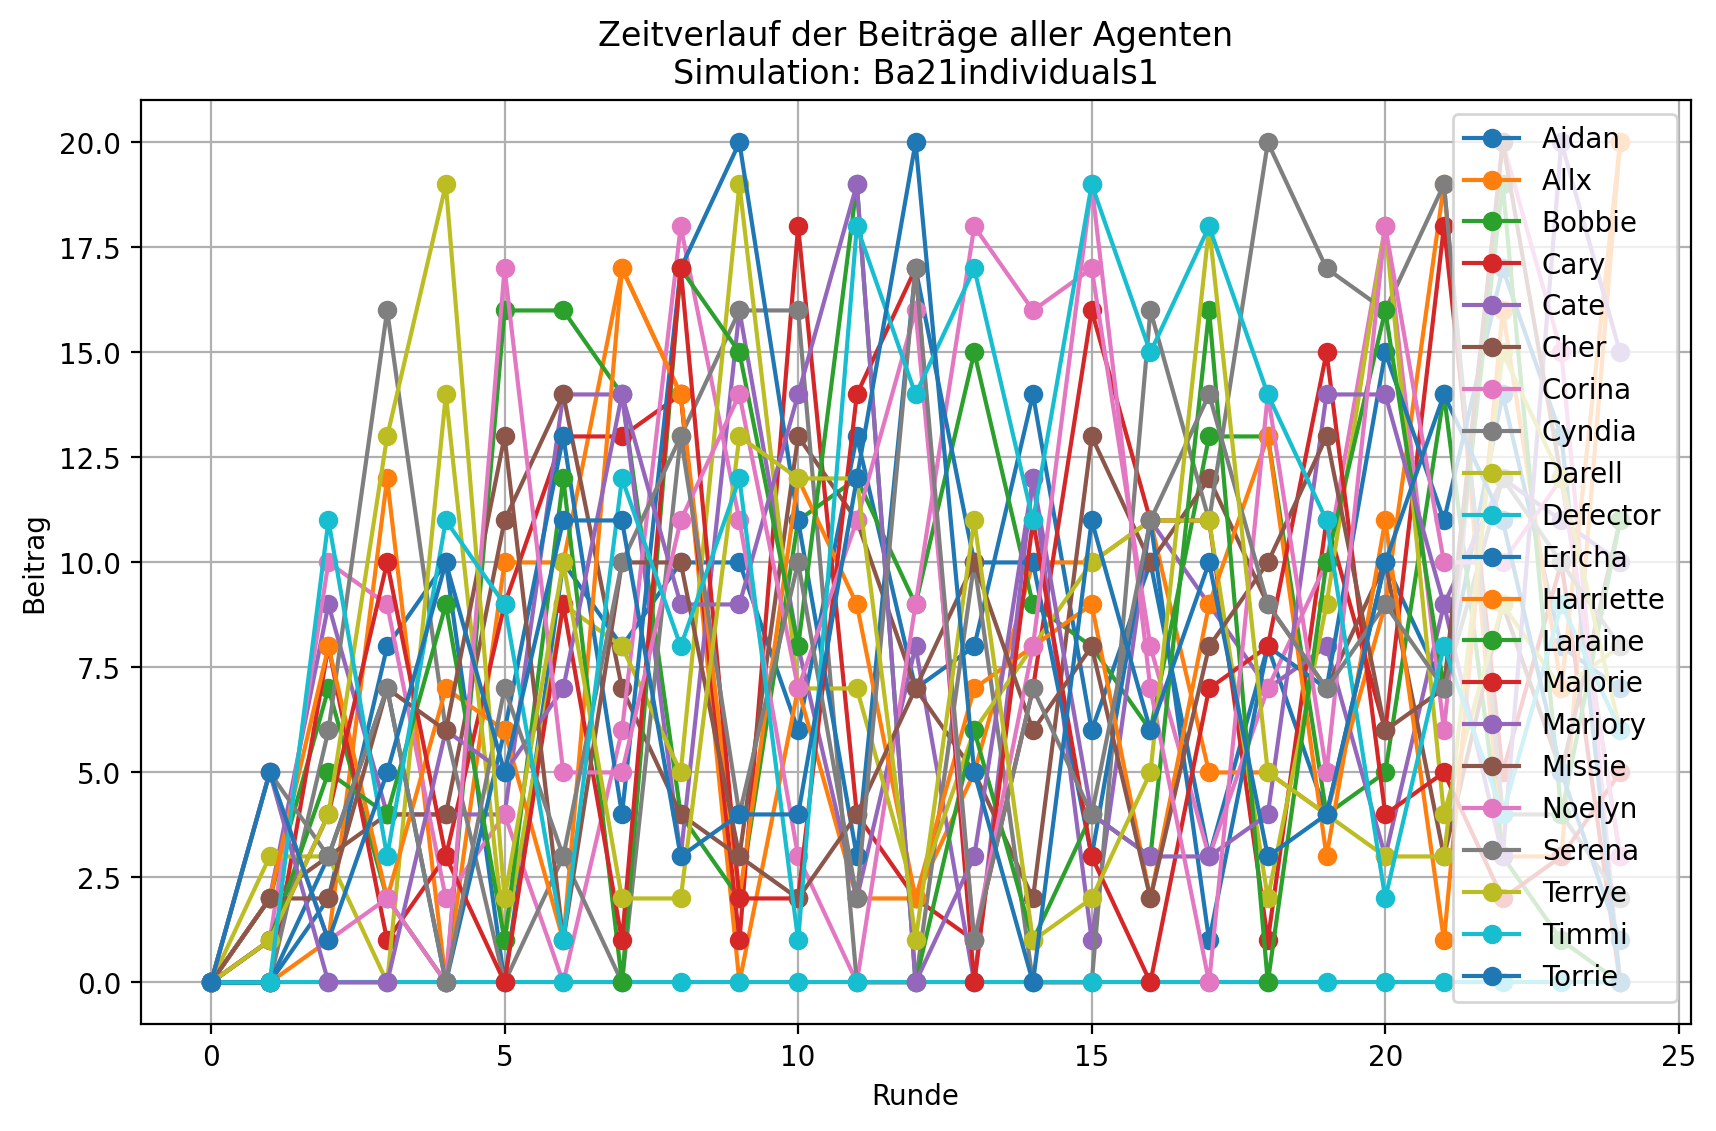 Zeitverlauf der Beiträge aller Agenten
Simulation: Ba21individuals1
Beitrag
20.0
17.5
15.0
12.5
10.0
7.5
5.0
2.5
0.0
Aidan
Allx
Bobbie
Cary
Cate
Cher
Corina
Cyndia
Darell
Defector
Ericha
Harriette
Laraine
Malorie
Marjory
Missie
Noelyn
Serena
Terrye
Timmi
Torrie
0 5 10 15 20 25
Runde